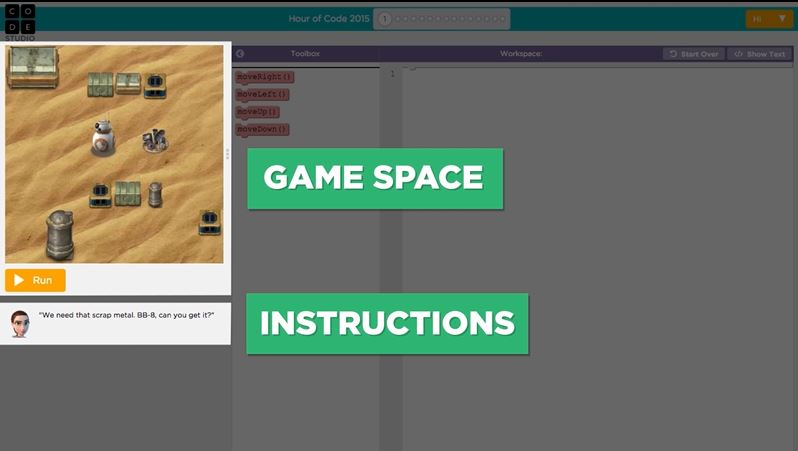 CODE
STUDIO
Hour of Code 2015
1
Hi
Toolbox
Workspace:
Start Over
</> Show Text
moveRight()
moveLeft()
moveUp()
moveDown()
1
GAME SPACE
Run
"We need that scrap metal. BB-8, can you get it?"
INSTRUCTIONS